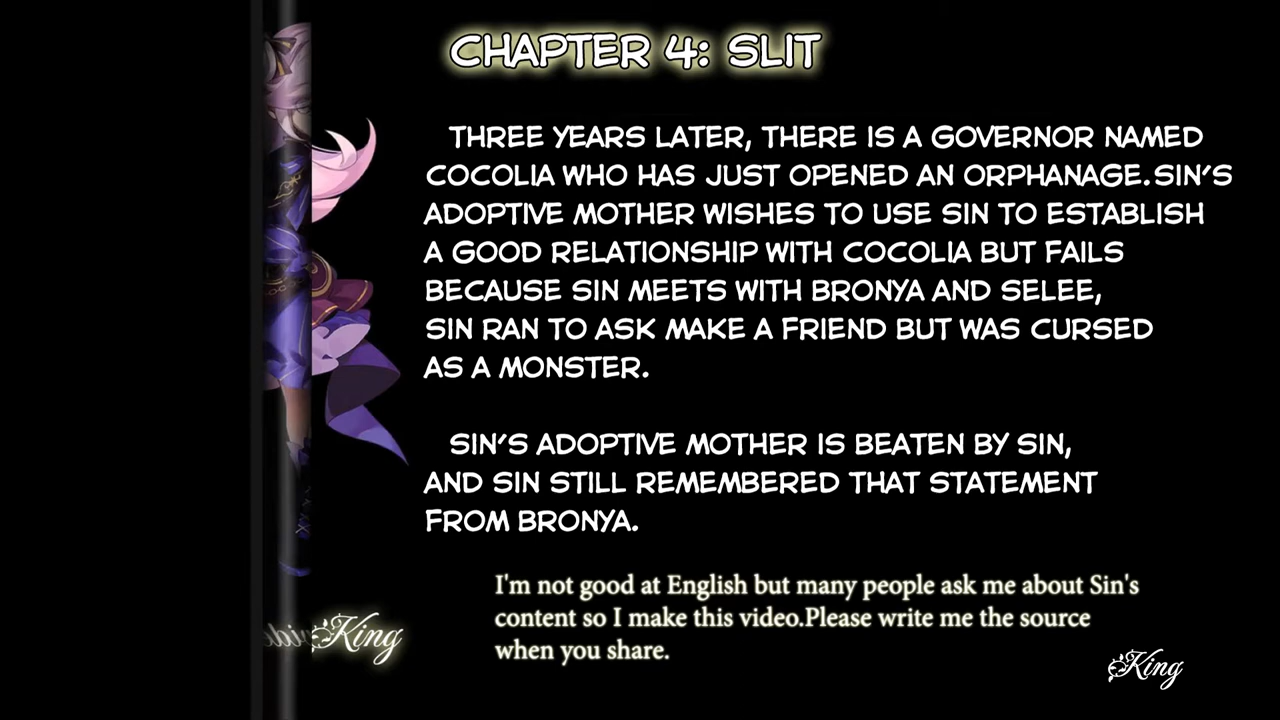 CHAPTER 4: SLIT
THREE YEARS LATER, THERE IS A GOVERNOR NAMED
COCOLIA WHO HAS JUST OPENED AN ORPHANAGE.SIN'S
ADOPTIVE MOTHER WISHES TO USE SIN TO ESTABLISH
A GOOD RELATIONSHIP WITH COCOLIA BUT FAILS
BECAUSE SIN MEETS WITH BRONYA AND SELEE,
SIN RAN TO ASK MAKE A FRIEND BUT WAS CURSED
AS A MONSTER.
SIN'S ADOPTIVE MOTHER IS BEATEN BY SIN,
AND SIN STILL REMEMBERED THAT STATEMENT
FROM BRONYA.
I'm not good at English but many people ask me about Sin's
content so I make this video.Please write me the source
when you share.
King
King